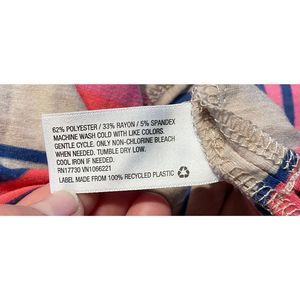 62% POLYESTER / 33% RAYON / 5% SPANDEX
MACHINE WASH COLD WITH LIKE COLORS
GENTLE CYCLE. ONLY NON-CHLORINE BLEACH
WHEN NEEDED. TUMBLE DRY LOW.
COOL IRON IF NEEDED.
RN17730 VN1066221
LABEL MADE FROM 100% RECYCLED PLASTIC